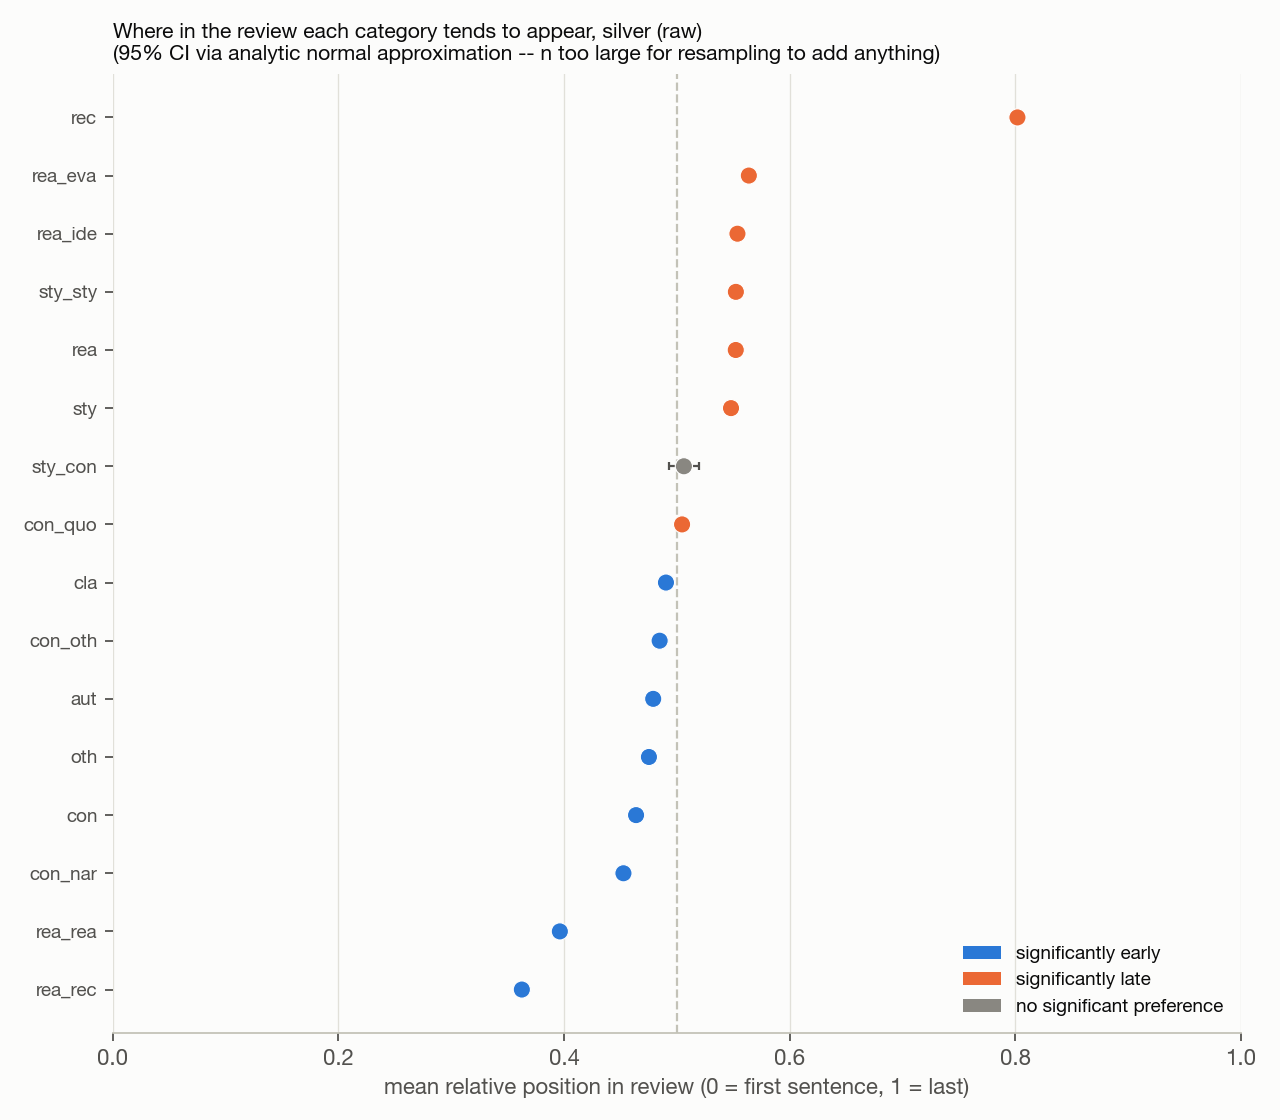 Where in the review each category tends to appear, silver (raw)
(95% CI via analytic normal approximation -- n too large for resampling to add anything)
rec
rea_eva
rea_ide
sty_sty
rea
sty
sty_con
con_quo
cla
con_oth
aut
oth
con
con_nar
rea_rea
rea_rec
significantly early
significantly late
no significant preference
0.0 0.2 0.4 0.6 0.8 1.0
mean relative position in review (0 = first sentence, 1 = last)